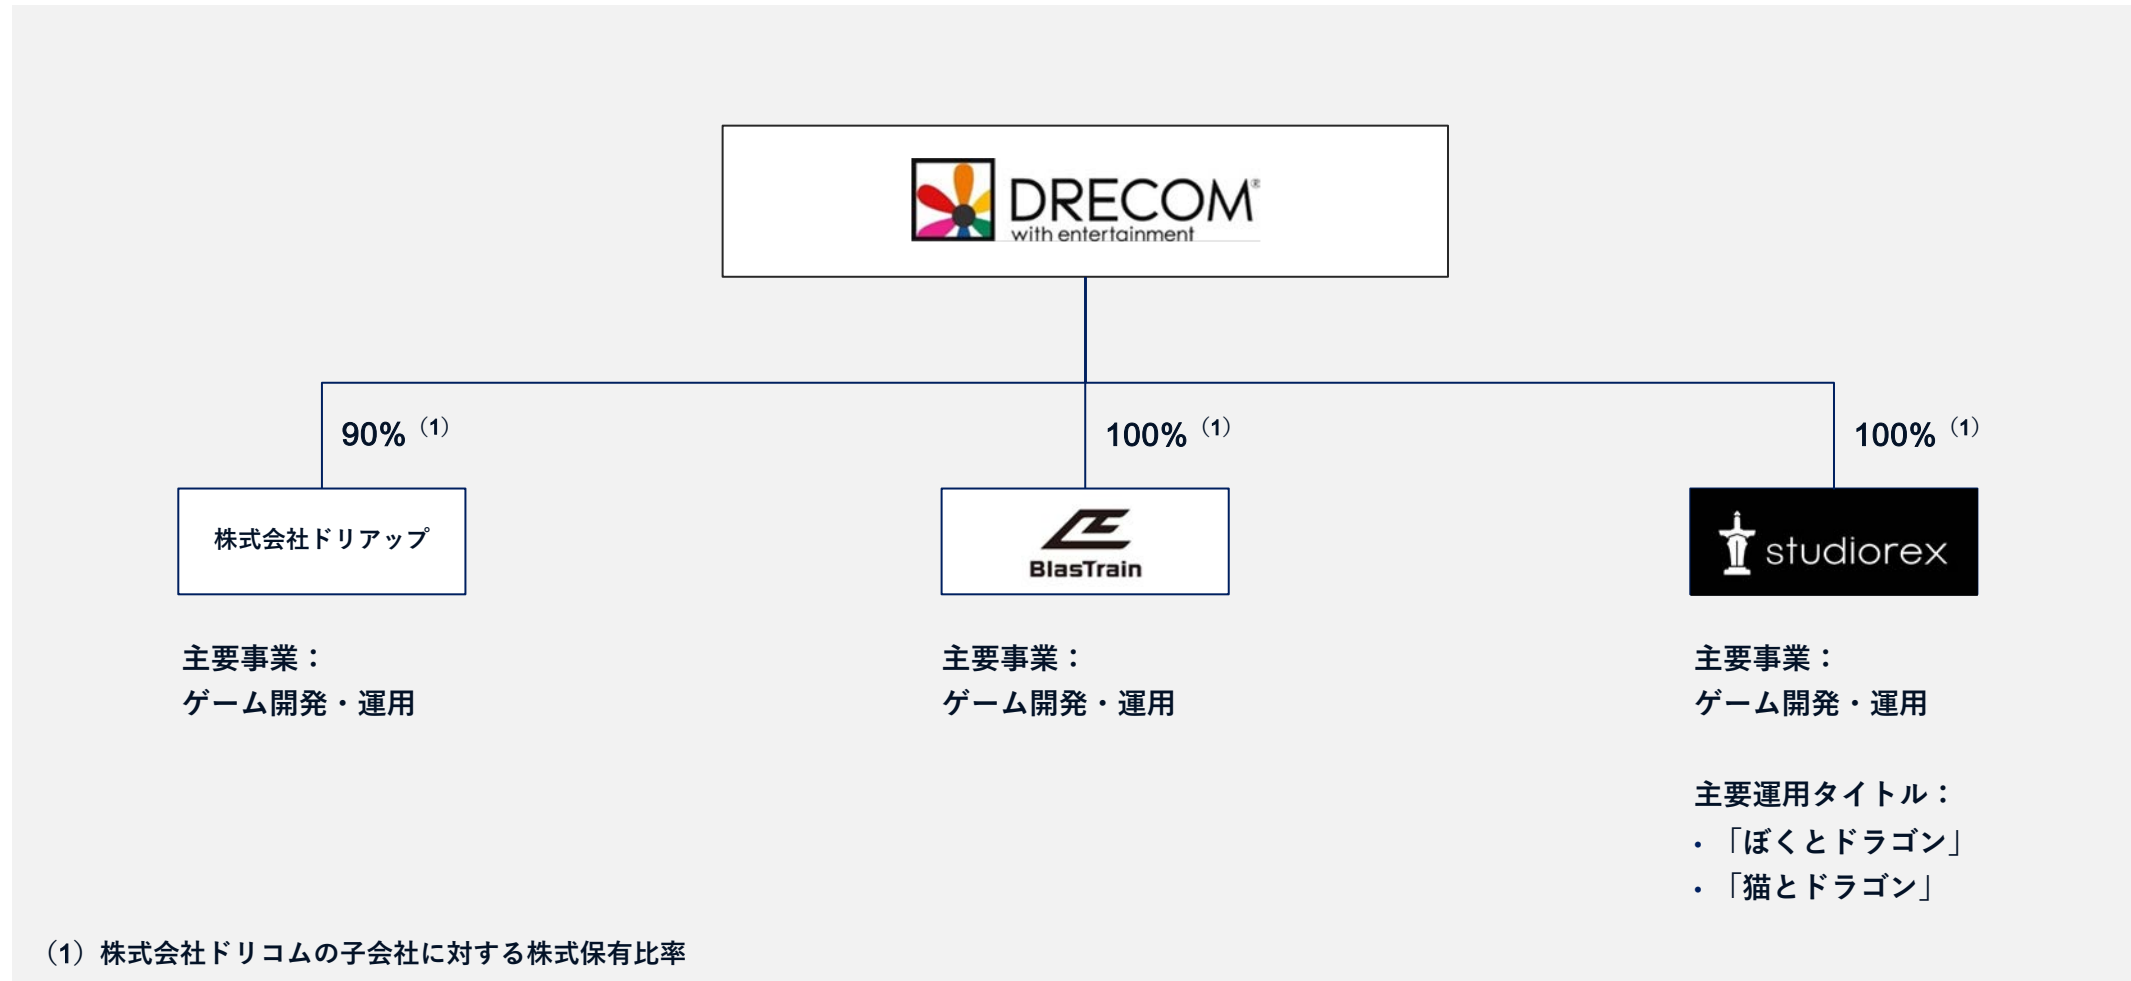 DRECOM®
with entertainment
90%（1）
100%（1）
100%（1）
株式会社ドリアップ
BlasTrain
studiorex
主要事業：
ゲーム開発・運用
主要事業：
ゲーム開発・運用
主要事業：
ゲーム開発・運用
主要運用タイトル：
• 「ぼくとドラゴン」
• 「猫とドラゴン」
（1）株式会社ドリコムの子会社に対する株式保有比率